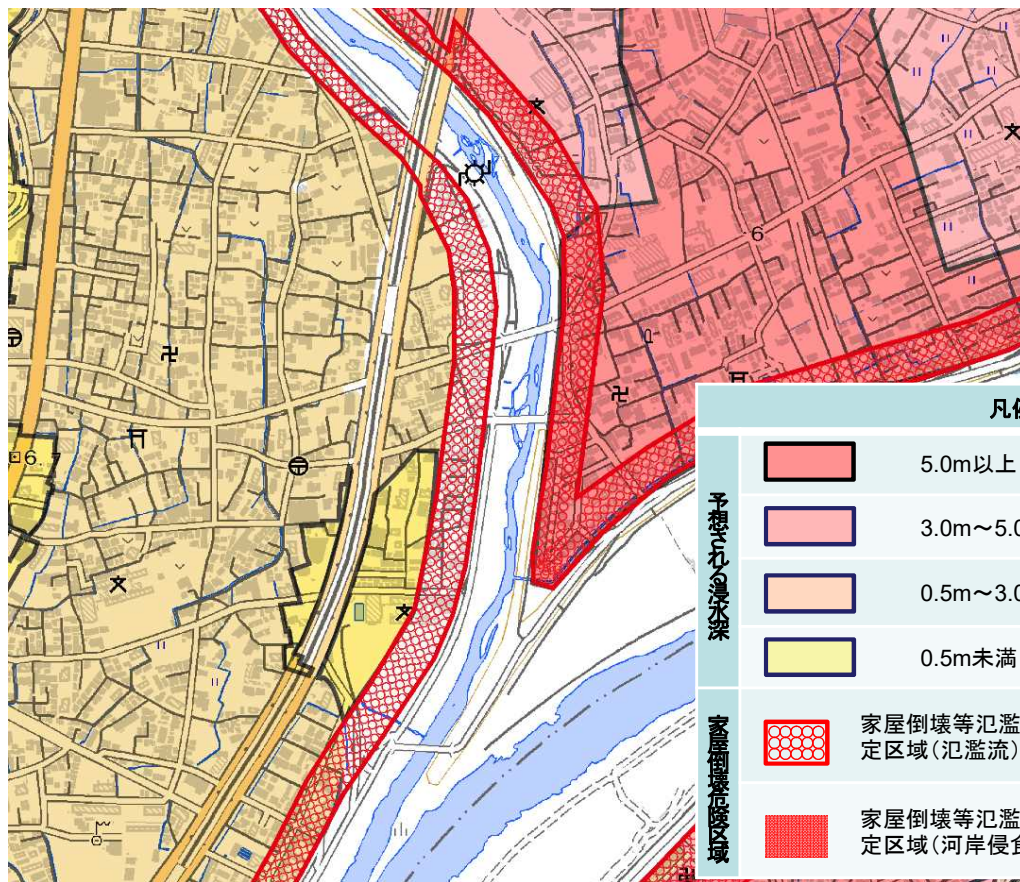 6
6.7
凡
予想される浸水深
5.0m以上
3.0m～5.0
0.5m～3.0
0.5m未満
家屋倒壊危険区域
家屋倒壊等氾濫
定区域(氾濫流)
家屋倒壊等氾濫
定区域(河岸侵食